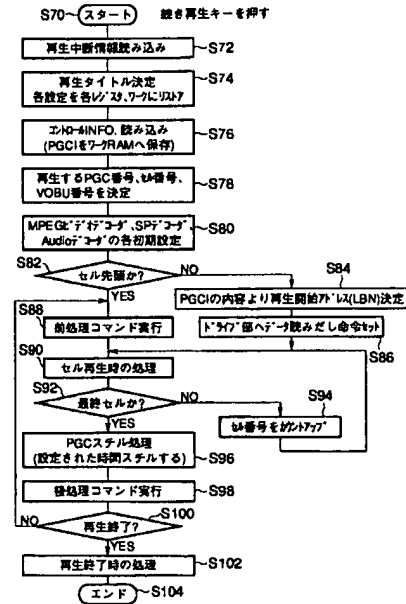 S70 スタート 続き再生キーを押す
再生中断情報読み込み S72
S74
再生タイトル決定
各設定を各レジスタ、ワークにリストア
S76
コントロールINFO. 読み込み
(PGCIをワークRAMへ保存)
S78
再生するPGC番号、セル番号、
VOBU番号を決定
S80
MPEGビデオデコーダ、SPデコーダ
Audioデコーダの各初期設定
S82
セル先頭か? NO
YES
S84
PGCIの内容より再生開始アドレス(LBN)決定
S88
前処理コマンド実行
ドライブ部へデータ読みだし命令セット
S86
S90
セル再生時の処理
S92
最終セルか? NO
YES
S94
セル番号をカウントアップ
PGCスチル処理
(設定された時間スチルする)
S96
後処理コマンド実行 S98
NO 再生終了? S100
YES
再生終了時の処理 S102
エンド S104